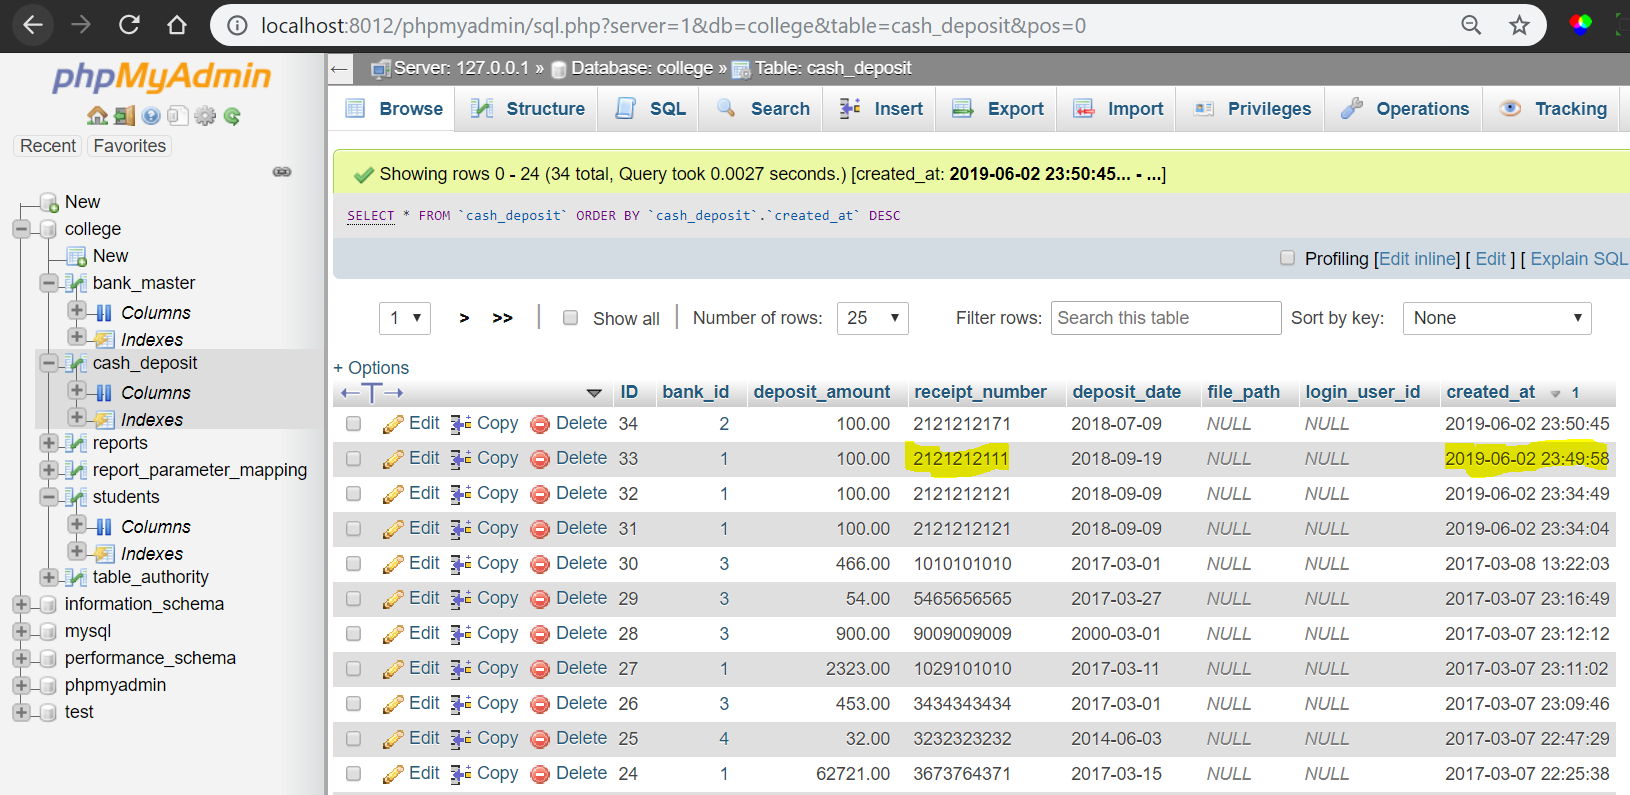 localhost:8012/phpmyadmin/sql.php?server=1&db=college&table=cash_deposit&pos=0
phpMyAdmin
Recent Favorites
New
college
New
bank_master
Columns
Indexes
cash_deposit
Columns
Indexes
reports
report_parameter_mapping
students
Columns
Indexes
table_authority
information_schema
mysql
performance_schema
phpmyadmin
test
Server: 127.0.0.1 » Database: college » Table: cash_deposit
Browse Structure SQL Search Insert Export Import Privileges Operations Tracking
Showing rows 0 - 24 (34 total, Query took 0.0027 seconds.) [created_at: 2019-06-02 23:50:45... - ...]
SELECT * FROM `cash_deposit` ORDER BY `cash_deposit`.`created_at` DESC
Profiling [Edit inline] [ Edit ] [ Explain SQL
1 > >> Show all Number of rows: 25 Filter rows: Search this table Sort by key: None
+ Options
←T→ ID bank_id deposit_amount receipt_number deposit_date file_path login_user_id created_at 1
Edit Copy Delete 34 2 100.00 2121212171 2018-07-09 NULL NULL 2019-06-02 23:50:45
Edit Copy Delete 33 1 100.00 2121212111 2018-09-19 NULL NULL 2019-06-02 23:49:58
Edit Copy Delete 32 1 100.00 2121212121 2018-09-09 NULL NULL 2019-06-02 23:34:49
Edit Copy Delete 31 1 100.00 2121212121 2018-09-09 NULL NULL 2019-06-02 23:34:04
Edit Copy Delete 30 3 466.00 1010101010 2017-03-01 NULL NULL 2017-03-08 13:22:03
Edit Copy Delete 29 3 54.00 5465656565 2017-03-27 NULL NULL 2017-03-07 23:16:49
Edit Copy Delete 28 3 900.00 9009009009 2000-03-01 NULL NULL 2017-03-07 23:12:12
Edit Copy Delete 27 1 2323.00 1029101010 2017-03-11 NULL NULL 2017-03-07 23:11:02
Edit Copy Delete 26 3 453.00 3434343434 2017-03-01 NULL NULL 2017-03-07 23:09:46
Edit Copy Delete 25 4 32.00 3232323232 2014-06-03 NULL NULL 2017-03-07 22:47:29
Edit Copy Delete 24 1 62721.00 3673764371 2017-03-15 NULL NULL 2017-03-07 22:25:38